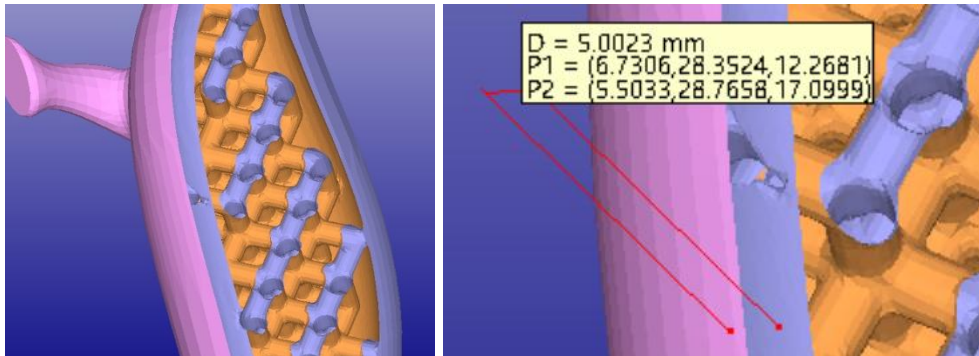 D = 5.0023 mm
P1 = (6.7306,28.3524,12.2681)
P2 = (5.5033,28.7658,17.0999)